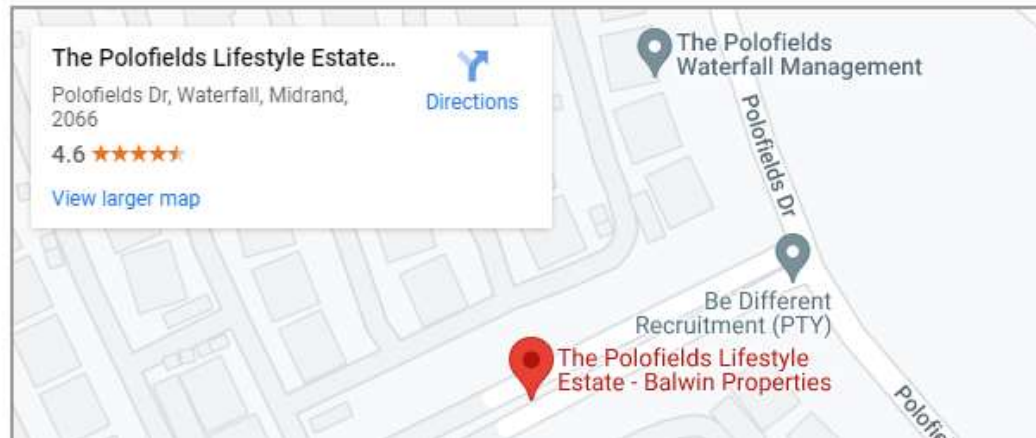 The Polofields Lifestyle Estate...
Polofields Dr, Waterfall, Midrand,
2066
4.6
Directions
View larger map
The Polofields
Waterfall Management
Polofields Dr
Be Different
Recruitment (PTY)
The Polofields Lifestyle
Estate - Balwin Properties